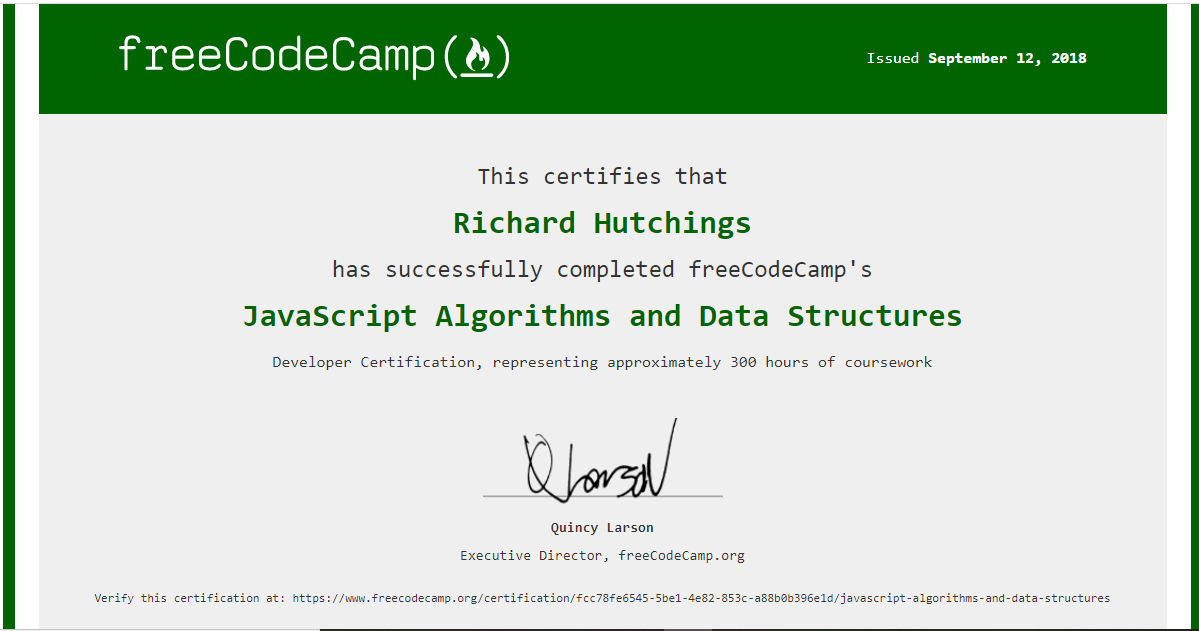 freeCodeCamp(🔥)
Issued September 12, 2018
This certifies that
Richard Hutchings
has successfully completed freeCodeCamp's
JavaScript Algorithms and Data Structures
Developer Certification, representing approximately 300 hours of coursework
Q Larson
Quincy Larson
Executive Director, freeCodeCamp.org
Verify this certification at: https://www.freecodecamp.org/certification/fcc78fe6545-5be1-4e82-853c-a88b0b396e1d/javascript-algorithms-and-data-structures